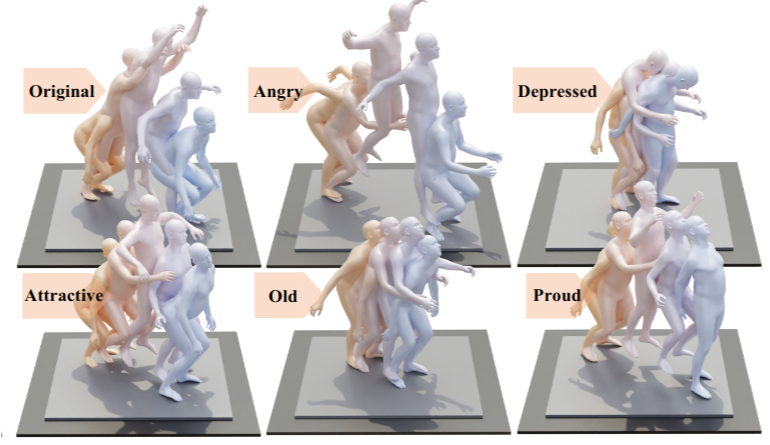 Original
Angry
Depressed
Attractive
Old
Proud